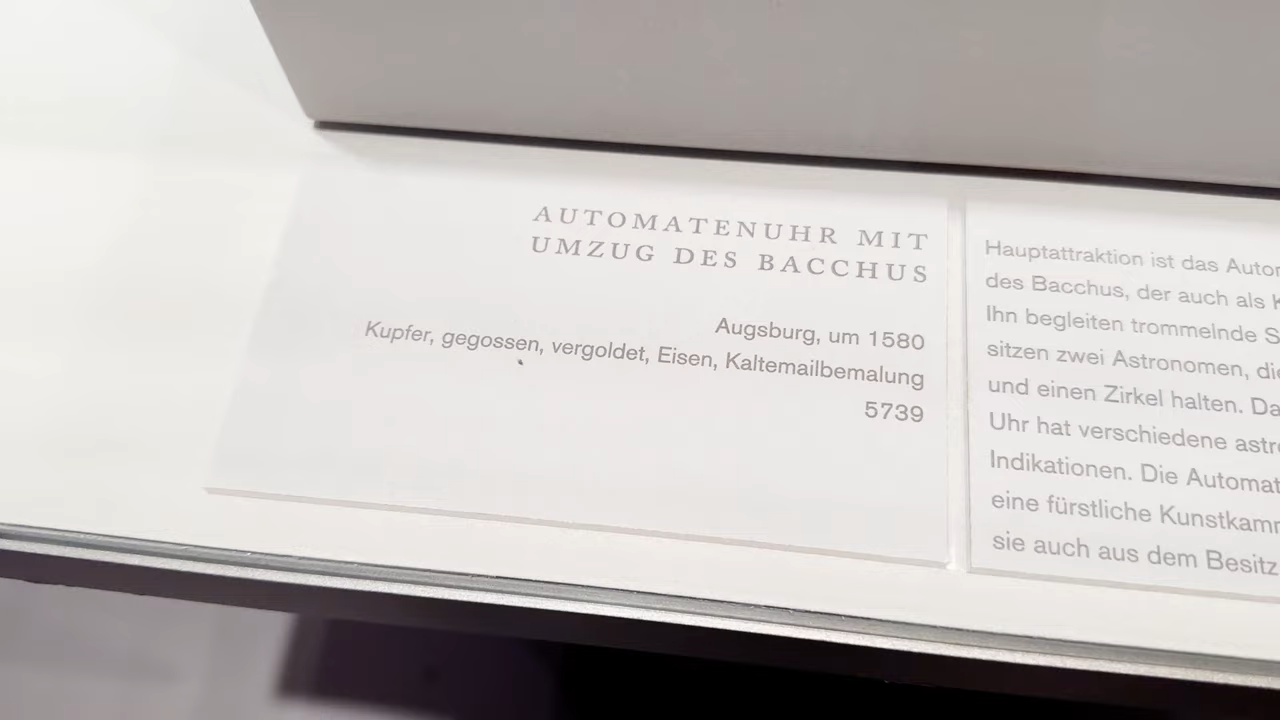 AUTOMATENUHR MIT
UMZUG DES BACCHUS
Augsburg, um 1580
Kupfer, gegossen, vergoldet, Eisen, Kaltemailbemalung
5739
Hauptattraktion ist das
des Bacchus, der auch als
Ihn begleiten trommelnde
sitzen zwei Astronomen,
und einen Zirkel halten.
Uhr hat verschiedene
Indikationen. Die
eine fürstliche
sie auch aus dem Besitz